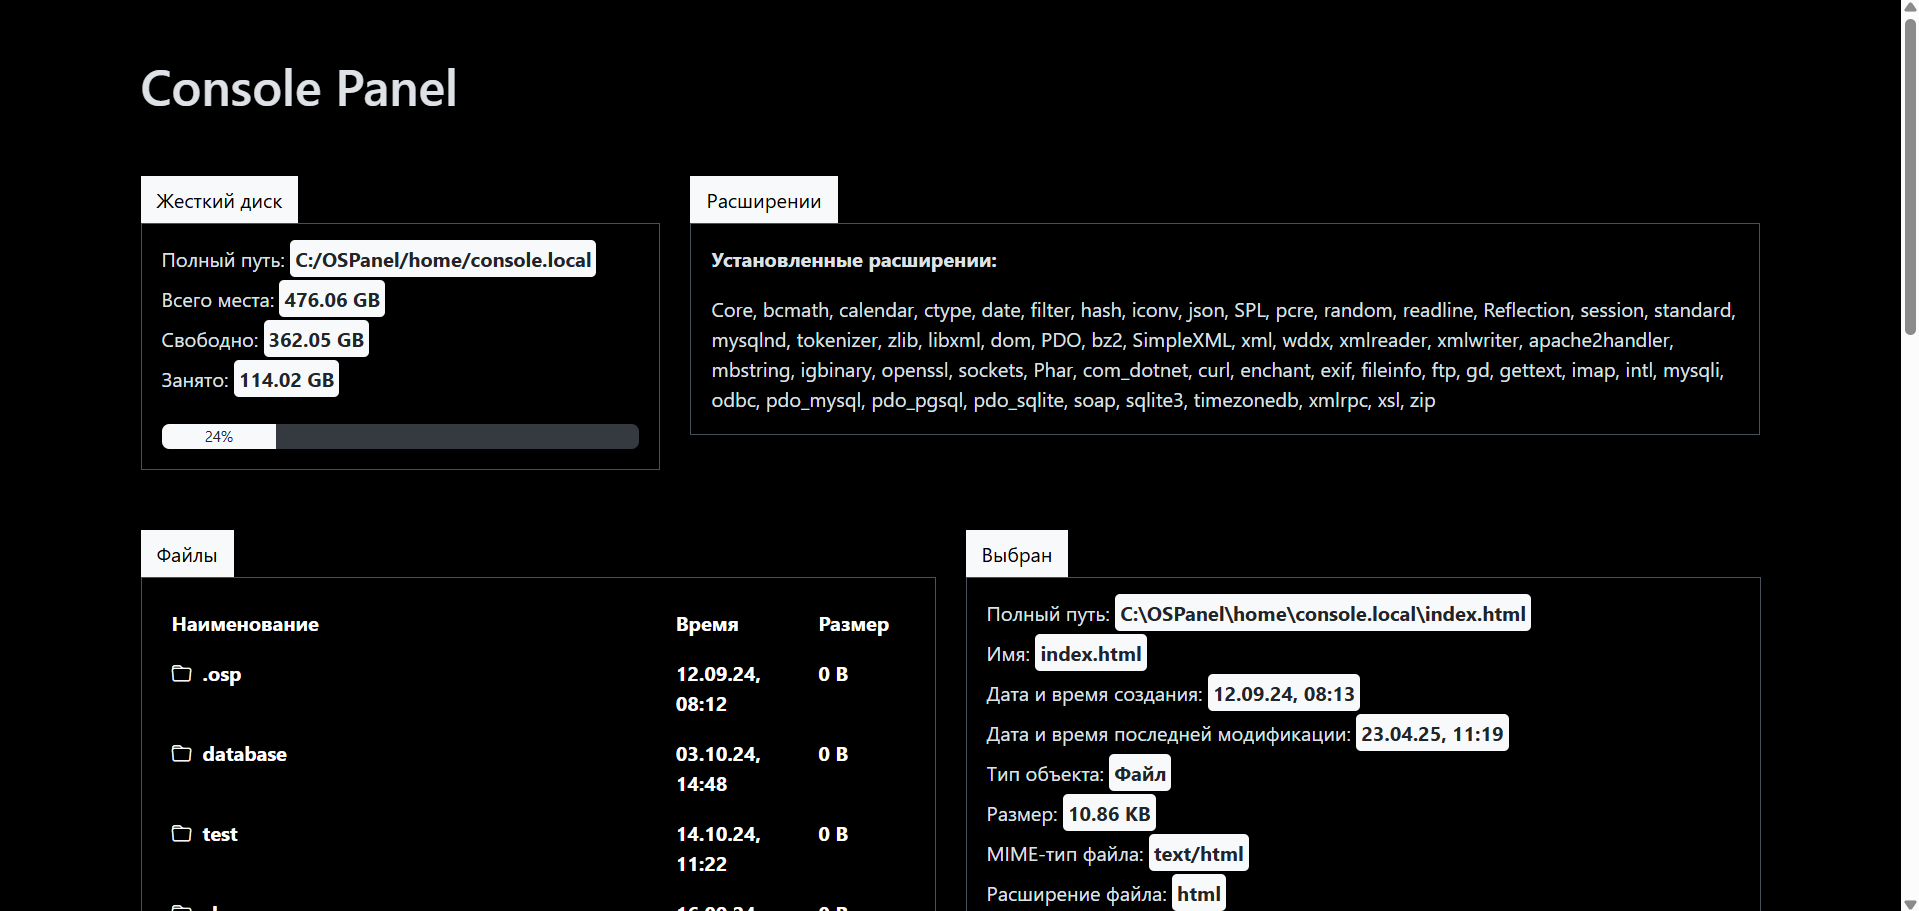 Console Panel
Жесткий диск
Полный путь: C:/OSPanel/home/console.local
Всего места: 476.06 GB
Свободно: 362.05 GB
Занято: 114.02 GB
24%
Расширении
Установленные расширении:
Core, bcmath, calendar, ctype, date, filter, hash, iconv, json, SPL, pcre, random, readline, Reflection, session, standard,
mysqlnd, tokenizer, zlib, libxml, dom, PDO, bz2, SimpleXML, xml, wddx, xmlreader, xmlwriter, apache2handler,
mbstring, igbinary, openssl, sockets, Phar, com_dotnet, curl, enchant, exif, fileinfo, ftp, gd, gettext, imap, intl, mysqli,
odbc, pdo_mysql, pdo_pgsql, pdo_sqlite, soap, sqlite3, timezonedb, xmlrpc, xsl, zip
Файлы
Наименование Время Размер
.osp 12.09.24, 0 B
08:12
database 03.10.24, 0 B
14:48
test 14.10.24, 0 B
11:22
Выбран
Полный путь: C:\OSPanel\home\console.local\index.html
Имя: index.html
Дата и время создания: 12.09.24, 08:13
Дата и время последней модификации: 23.04.25, 11:19
Тип объекта: Файл
Размер: 10.86 KB
MIME-тип файла: text/html
Расширение файла: html